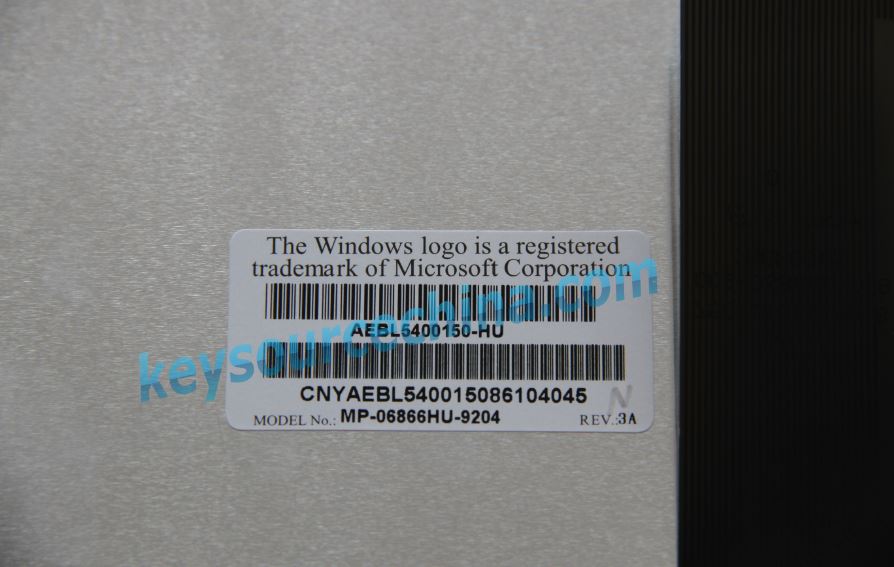 The Windows logo is a registered
trademark of Microsoft Corporation
AEBL5400150-HU
keysourcechina.com
CNYAEBL540015086104045
N
MODEL No.: MP-06866HU-9204 REV.:3A